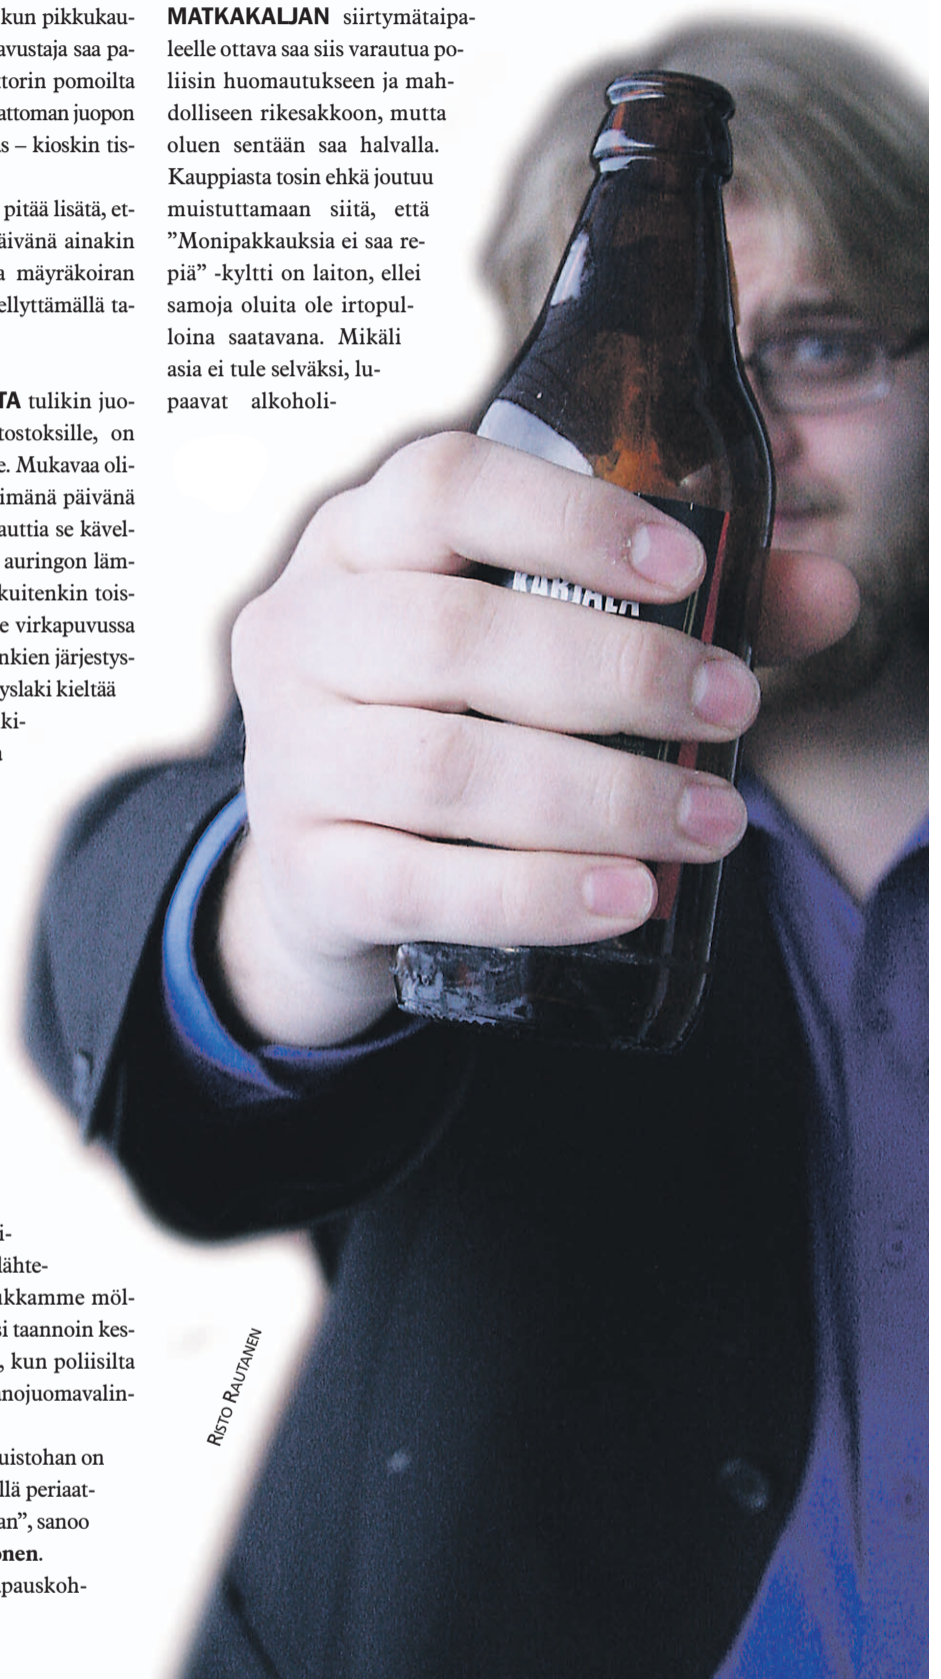 kun pikkukau-
avustaja saa pa-
torin pomoilta
attoman juopon
s – kioskin tis-
pitää lisätä, et-
äivänä ainakin
a mäyräkoiran
ellyttämällä ta-
TA tulikin juo-
tostoksille, on
e. Mukavaa oli-
imänä päivänä
auttia se kävel-
auringon läm-
kuitenkin tois-
e virkapuvussa
nkien järjestys-
yslaki kieltää
ki-
i-
lähte-
ukkamme möl-
si taannoin kes-
, kun poliisilta
nojuomavalin-
uistohan on
llä periaat-
an”, sanoo
onen.
pauskoh-
MATKAKALJAN siirtymätaipa-
leelle ottava saa siis varautua po-
liisin huomautukseen ja mah-
dolliseen rikesakkoon, mutta
oluen sentään saa halvalla.
Kauppiasta tosin ehkä joutuu
muistuttamaan siitä, että
”Monipakkauksia ei saa re-
piä” -kyltti on laiton, ellei
samoja oluita ole irtopul-
loina saatavana. Mikäli
asia ei tule selväksi, lu-
paavat alkoholi-
KARJALA
RISTO RAUTANEN